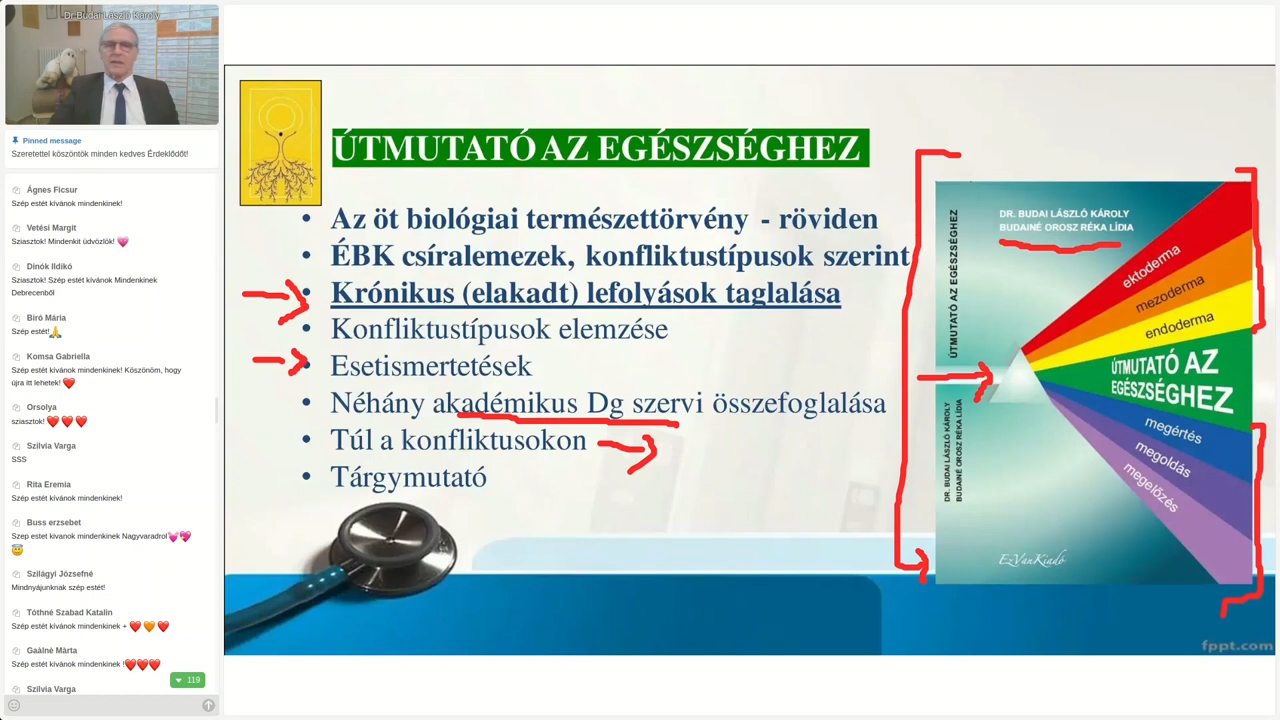 Dr Budai László Károly
Pinned message
Szeretettel köszöntök minden kedves Érdeklődőt!
Ágnes Ficsur
Szép estét kívánok mindenkinek!
Vetési Margit
Sziasztok! Mindenkit üdvözlök! 💗
Dinók Ildikó
Sziasztok! Szép estét kívánok Mindenkinek
Debrecenből
Biró Mária
Szép estét!🙏
Komsa Gabriella
Szép estét kívánok mindenkinek! Köszönöm, hogy
újra itt lehetek! ❤️
Orsolya
sziasztok! ❤️ ❤️ ❤️
Szilvia Varga
SSS
Rita Eremia
Szép estét kívánok mindenkinek!
Buss erzsebet
Szep estet kivanok mindenkinek Nagyvaradrol💓💖
😇
Szilágyi Józsefné
Mindnyájunknak szép estét!
Tóthné Szabad Katalin
Szép estét kívánok mindenkinek + ❤️ 🧡 ❤️
Gaàlnè Màrta
Szép estét kívánok mindenkinek !❤️❤️❤️
Szilvia Varga
119
ÚTMUTATÓ AZ EGÉSZSÉGHEZ
• Az öt biológiai természettörvény - röviden
• ÉBK csíralemezek, konfliktustípusok szerint
• Krónikus (elakadt) lefolyások taglalása
• Konfliktustípusok elemzése
• Esetismertetések
• Néhány akadémikus Dg szervi összefoglalása
• Túl a konfliktusokon
• Tárgymutató
DR. BUDAI LÁSZLÓ KÁROLY
BUDAINÉ OROSZ RÉKA LÍDIA
ÚTMUTATÓ AZ EGÉSZSÉGHEZ
DR. BUDAI LÁSZLÓ KÁROLY
BUDAINÉ OROSZ RÉKA LÍDIA
ektoderma
mezoderma
endoderma
ÚTMUTATÓ AZ
EGÉSZSÉGHEZ
megértés
megoldás
megelőzés
EzVanKiadó
fppt.com